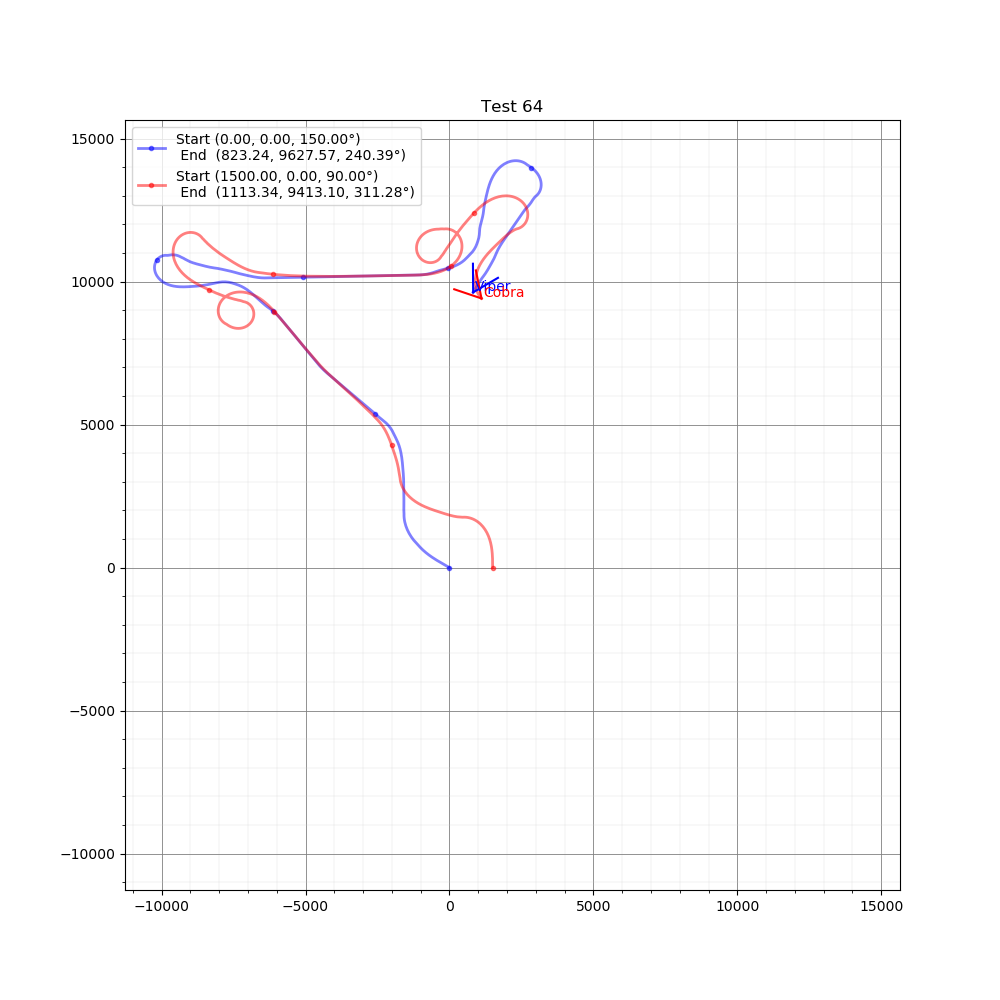 Test 64
Start (0.00, 0.00, 150.00°)
End (823.24, 9627.57, 240.39°)
Start (1500.00, 0.00, 90.00°)
End (1113.34, 9413.10, 311.28°)
15000
10000
5000
0
−5000
−10000
Viper
Cobra
−10000 −5000 0 5000 10000 15000